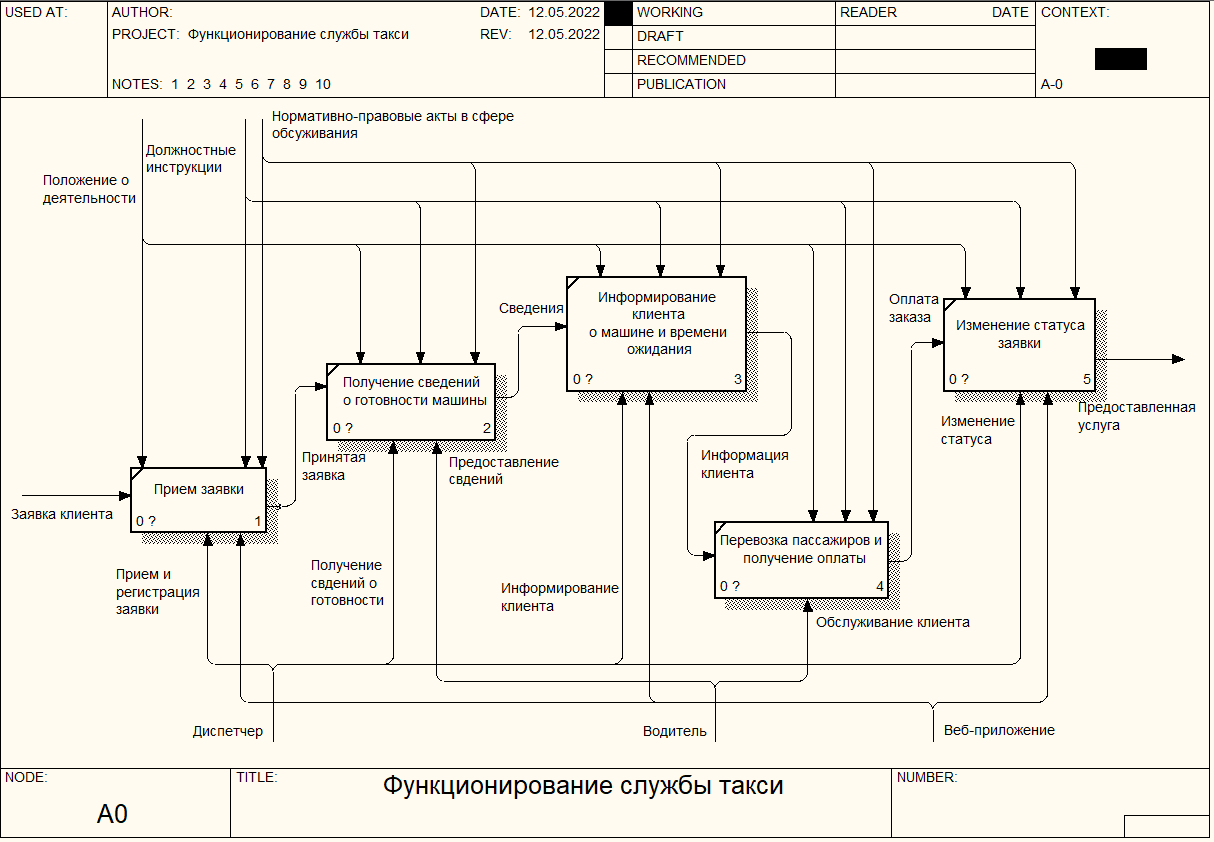 USED AT:
AUTHOR:
DATE: 12.05.2022
PROJECT: Функционирование службы такси
REV: 12.05.2022
NOTES: 1 2 3 4 5 6 7 8 9 10
WORKING
DRAFT
RECOMMENDED
PUBLICATION
READER
DATE
CONTEXT:
A-0
Нормативно-правовые акты в сфере
обсуживания
Должностные
инструкции
Положение о
деятельности
Сведения
Информирование
клиента
о машине и времени
ожидания
0 ?
3
Оплата
заказа
Изменение статуса
заявки
0 ?
5
Получение сведений
о готовности машины
0 ?
2
Изменение
статуса
Предоставленная
услуга
Принятая
заявка
Предоставление
свдений
Информация
клиента
Прием заявки
0 ?
1
Заявка клиента
Перевозка пассажиров и
получение оплаты
0 ?
4
Прием и
регистрация
заявки
Получение
свдений о
готовности
Информирование
клиента
Обслуживание клиента
Диспетчер
Водитель
Веб-приложение
NODE:
A0
TITLE:
Функционирование службы такси
NUMBER: